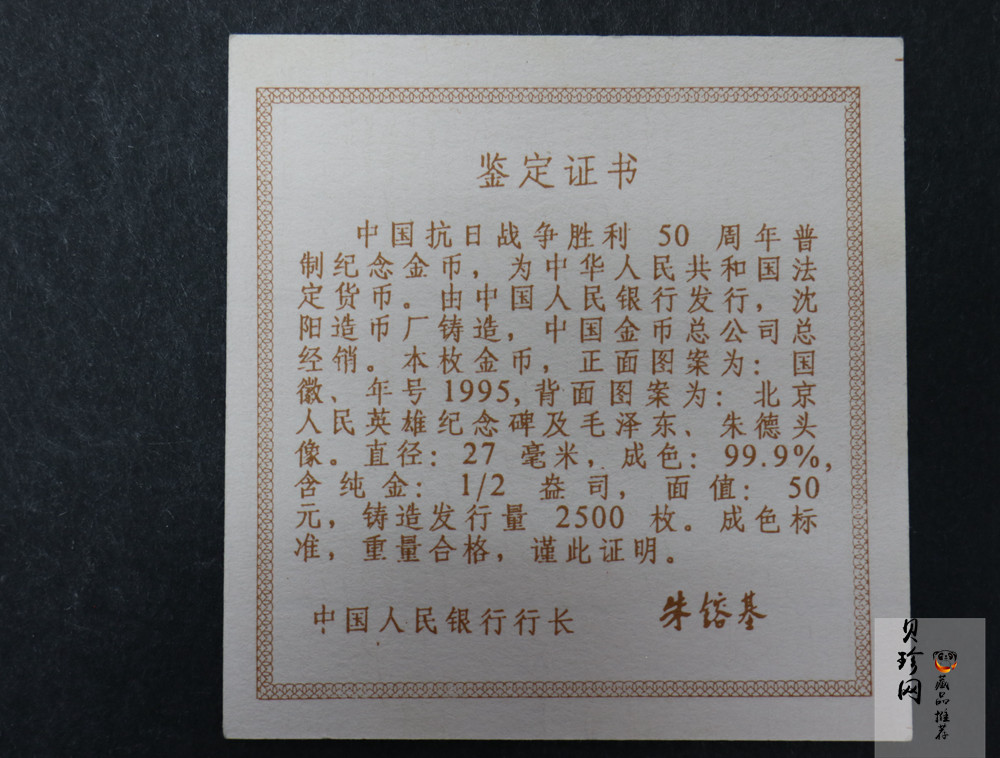 鉴定证书
中国抗日战争胜利 50 周年普
制纪念金币，为中华人民共和国法
定货币。由中国人民银行发行，沈
阳造币厂铸造，中国金币总公司总
经销。本枚金币，正面图案为：国
徽、年号1995，背面图案为：北京
人民英雄纪念碑及毛泽东、朱德头
像。直径：27 毫米，成色：99.9%，
含纯金：1/2 盎司，面值：50
元，铸造发行量 2500 枚。成色标
准，重量合格，谨此证明。
中国人民银行行长 朱镕基
贝珍网
藏品推荐